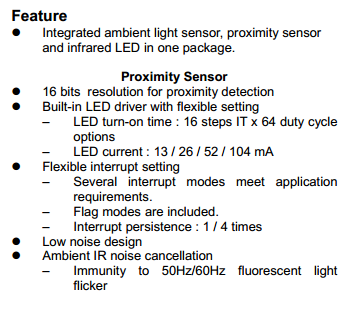 Feature
● Integrated ambient light sensor, proximity sensor
and infrared LED in one package.
Proximity Sensor
● 16 bits resolution for proximity detection
● Built-in LED driver with flexible setting
– LED turn-on time : 16 steps IT x 64 duty cycle
options
– LED current : 13 / 26 / 52 / 104 mA
● Flexible interrupt setting
– Several interrupt modes meet application
requirements.
– Flag modes are included.
– Interrupt persistence : 1 / 4 times
● Low noise design
● Ambient IR noise cancellation
– Immunity to 50Hz/60Hz fluorescent light
flicker